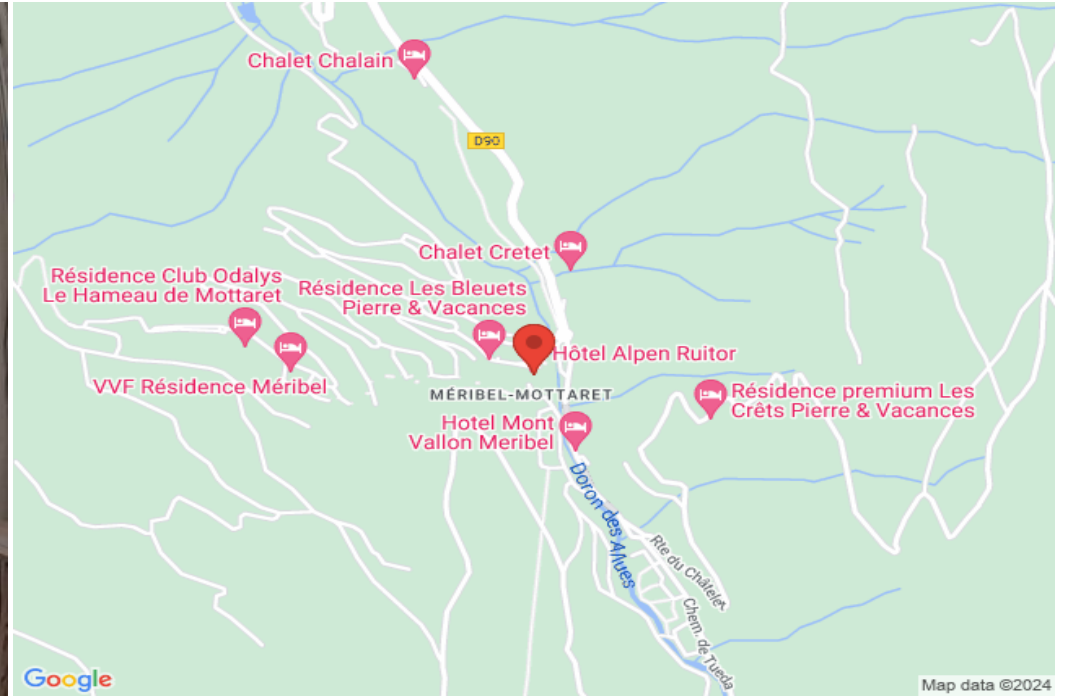 Chalet Chalain
D90
Chalet Cretet
Résidence Club Odalys
Le Hameau de Mottaret
Résidence Les Bleuets
Pierre & Vacances
Hôtel Alpen Ruitor
VVF Résidence Méribel
MÉRIBEL-MOTTARET
Résidence premium Les
Crêts Pierre & Vacances
Hotel Mont
Vallon Meribel
Doron des Allues
Rte du Châtele
Chem. de Tueda
Google
Map data ©2024